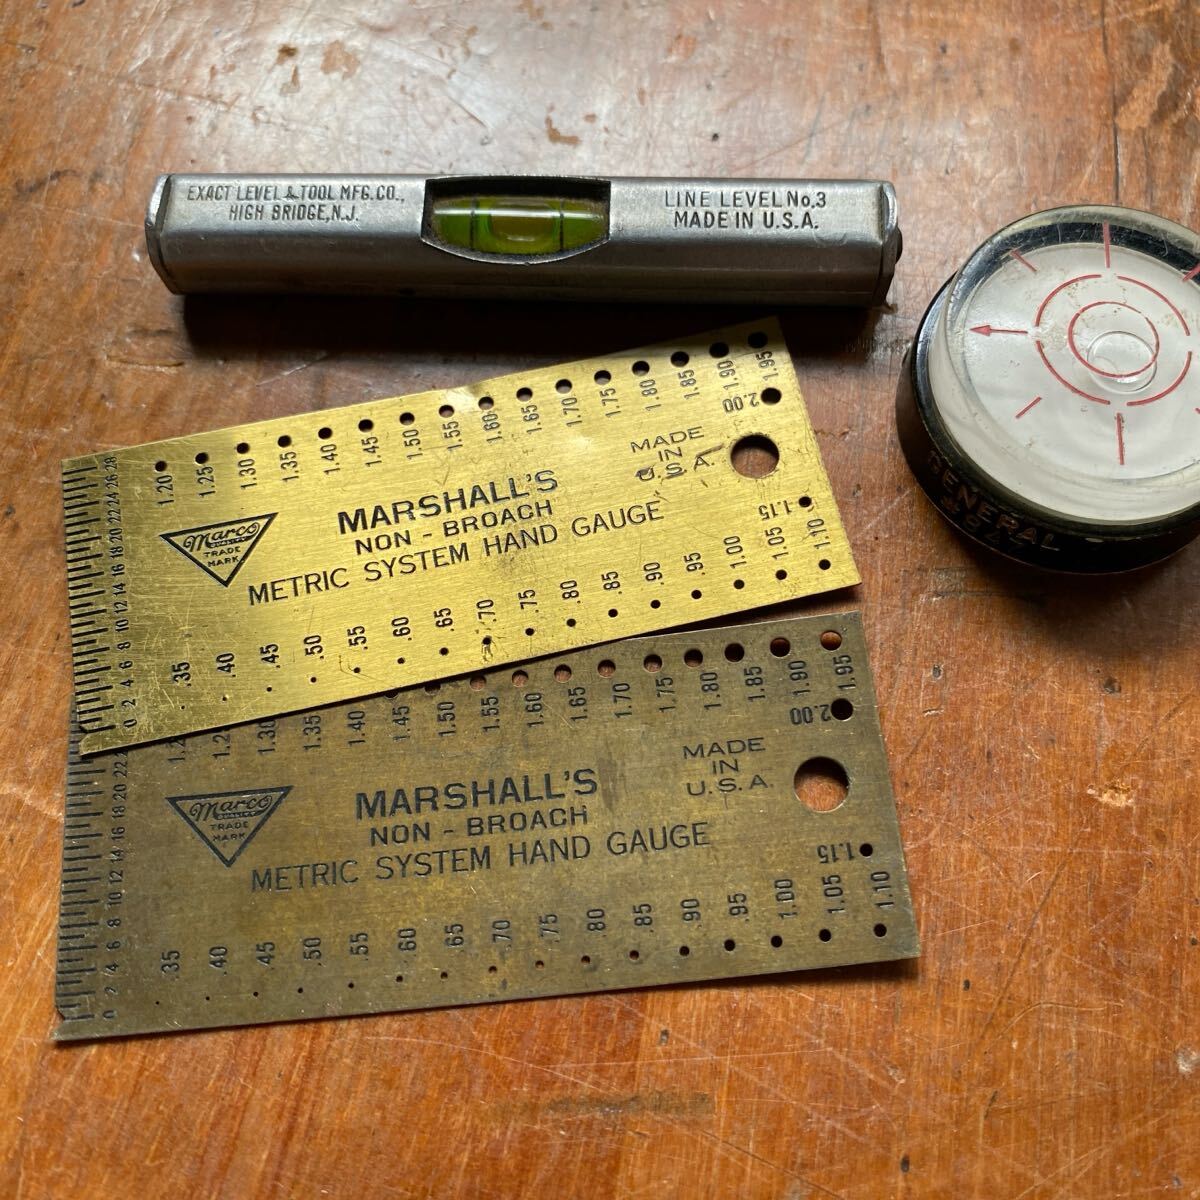 EXACT LEVEL & TOOL MFG. CO.,
HIGH BRIDGE, N.J.
LINE LEVEL No. 3
MADE IN U.S.A.
GENERAL
1.20 1.25 1.30 1.35 1.40 1.45 1.50 1.55 1.60 1.65 1.70 1.75 1.80 1.85 1.90 1.95
2.00
MADE
IN
U.S.A.
Marco
QUALITY
TRADE
MARK
MARSHALL'S
NON - BROACH
METRIC SYSTEM HAND GAUGE
1.15
.35 .40 .45 .50 .55 .60 .65 .70 .75 .80 .85 .90 .95 1.00 1.05 1.10
0 2 4 6 8 10 12 14 16 18 20 22 24 26 28
1.30 1.35 1.40 1.45 1.50 1.55 1.60 1.65 1.70 1.75 1.80 1.85 1.90 1.95
2.00
MADE
IN
U.S.A.
Marco
QUALITY
TRADE
MARK
MARSHALL'S
NON - BROACH
METRIC SYSTEM HAND GAUGE
1.15
.35 .40 .45 .50 .55 .60 .65 .70 .75 .80 .85 .90 .95 1.00 1.05 1.10
0 2 4 6 8 10 12 14 16 18 20 22